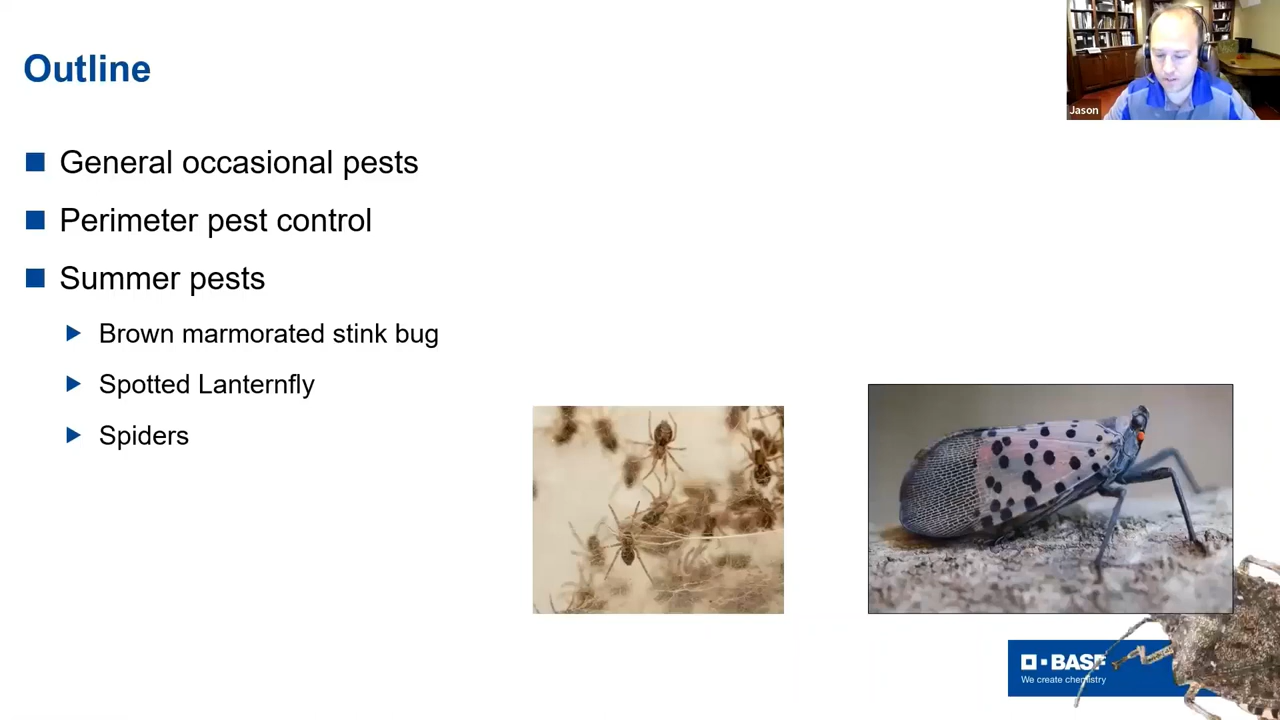 Outline
Jason
General occasional pests
Perimeter pest control
Summer pests
Brown marmorated stink bug
Spotted Lanternfly
Spiders
BASF
We create chemistry